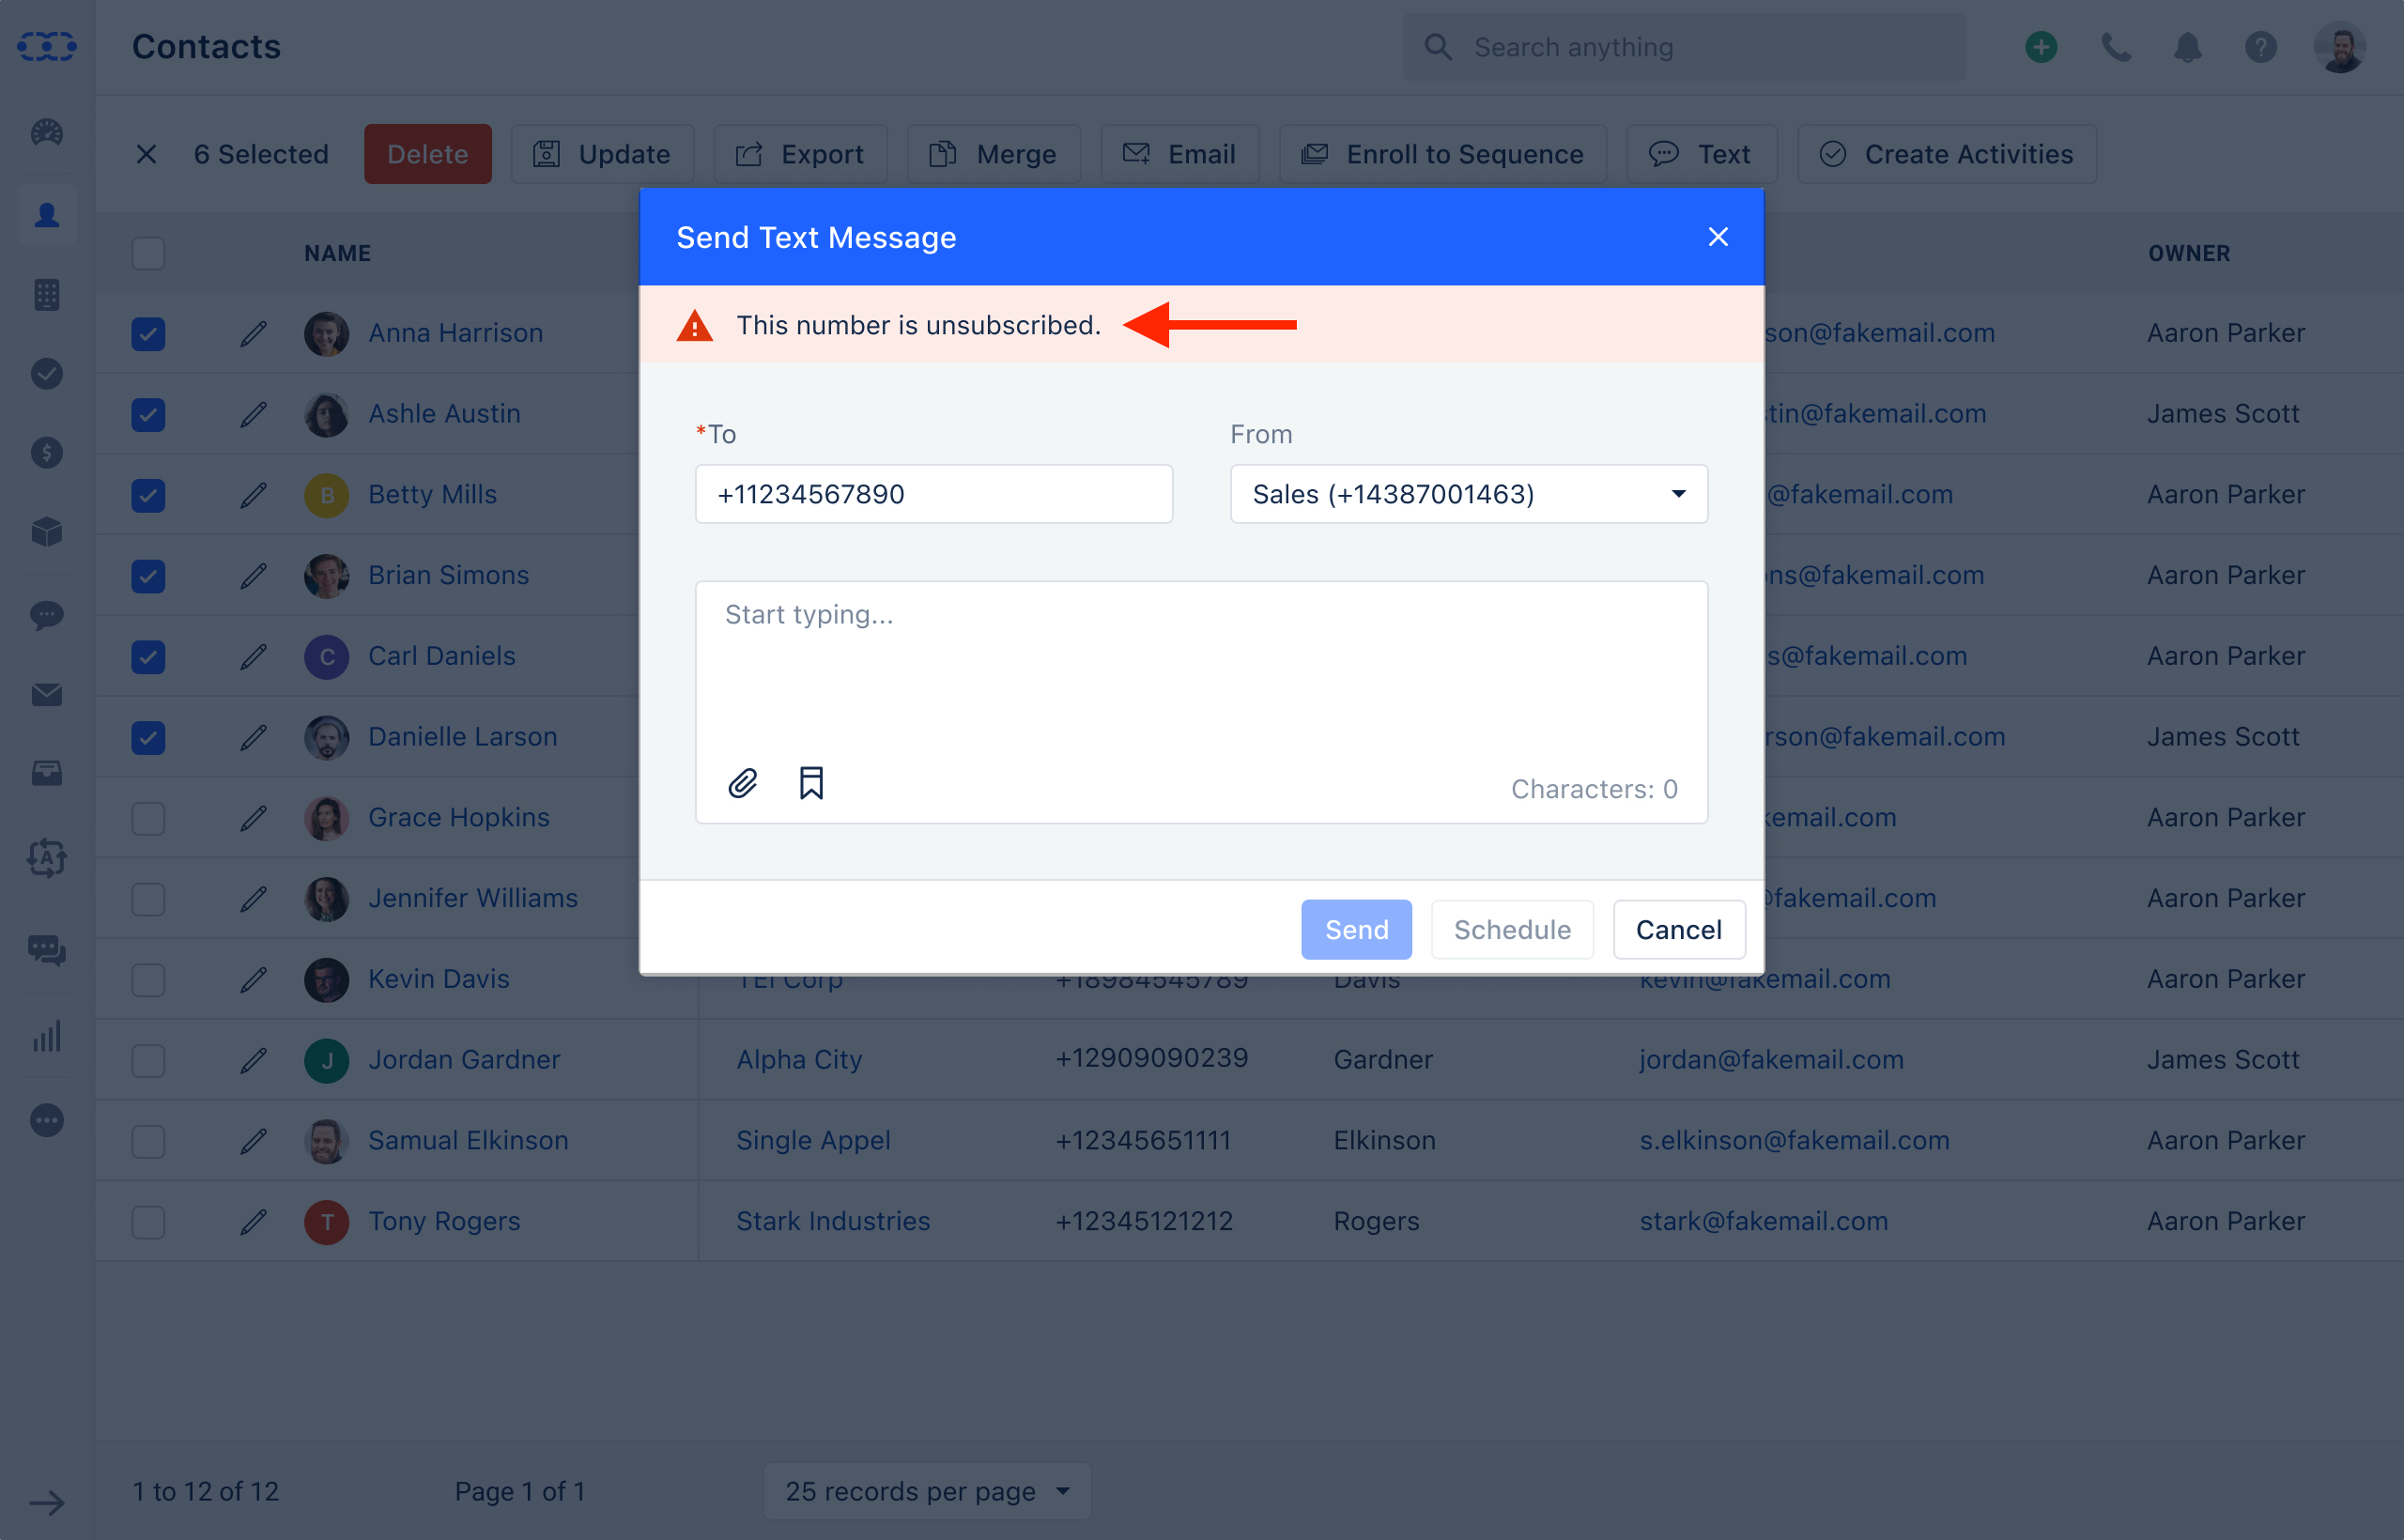 Contacts
Search anything
6 Selected Delete Update Export Merge Email Enroll to Sequence Text Create Activities
NAME OWNER
Send Text Message
This number is unsubscribed.
*To From
+11234567890 Sales (+14387001463)
Start typing...
Characters: 0
Send Schedule Cancel
Anna Harrison son@fakemail.com Aaron Parker
Ashle Austin tin@fakemail.com James Scott
B Betty Mills @fakemail.com Aaron Parker
Brian Simons ns@fakemail.com Aaron Parker
C Carl Daniels s@fakemail.com Aaron Parker
Danielle Larson rson@fakemail.com James Scott
Grace Hopkins kemail.com Aaron Parker
Jennifer Williams @fakemail.com Aaron Parker
Kevin Davis TEI Corp +18984545789 Davis kevin@fakemail.com Aaron Parker
J Jordan Gardner Alpha City +12909090239 Gardner jordan@fakemail.com James Scott
Samual Elkinson Single Appel +12345651111 Elkinson s.elkinson@fakemail.com Aaron Parker
T Tony Rogers Stark Industries +12345121212 Rogers stark@fakemail.com Aaron Parker
1 to 12 of 12 Page 1 of 1 25 records per page